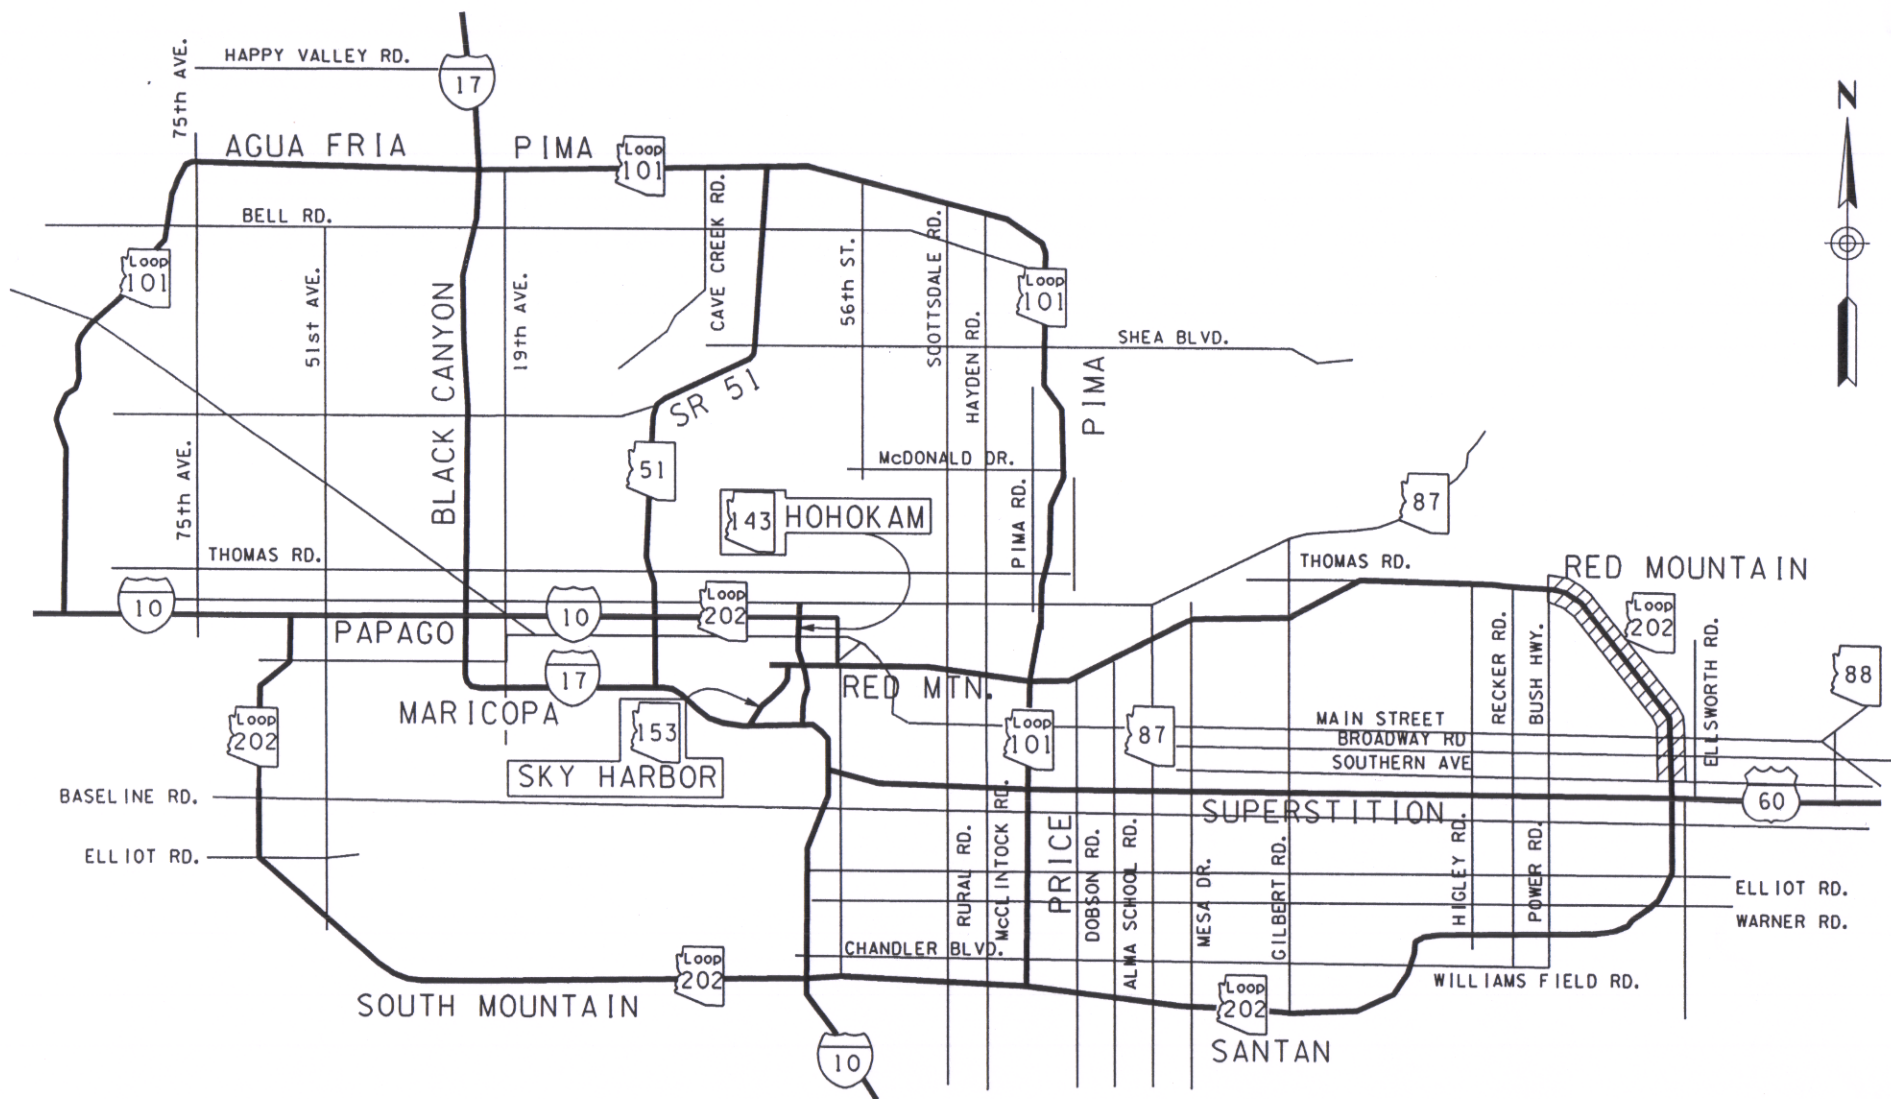 75th AVE.
HAPPY VALLEY RD.
17
N
AGUA FRIA
PIMA
Loop
101
BELL RD.
CAVE CREEK RD.
56th ST.
SCOTTSDALE RD.
HAYDEN RD.
Loop
101
51st AVE.
BLACK CANYON
19th AVE.
Loop
101
SHEA BLVD.
PIMA
SR 51
51
75th AVE.
McDONALD DR.
PIMA RD.
87
143
HOHOKAM
THOMAS RD.
THOMAS RD.
RED MOUNTAIN
Loop
202
10
10
Loop
202
PAPAGO
17
MARICOPA
RED MTN.
RECKER RD.
BUSH HWY.
ELLSWORTH RD.
88
Loop
202
153
SKY HARBOR
Loop
101
87
MAIN STREET
BROADWAY RD
SOUTHERN AVE
BASELINE RD.
SUPERSTITION
60
ELLIOT RD.
RURAL RD.
McCLINTOCK RD.
PRICE
DOBSON RD.
ALMA SCHOOL RD.
MESA DR.
GILBERT RD.
HIGLEY RD.
POWER RD.
ELLIOT RD.
WARNER RD.
CHANDLER BLVD.
WILLIAMS FIELD RD.
Loop
202
SOUTH MOUNTAIN
Loop
202
SANTAN
10